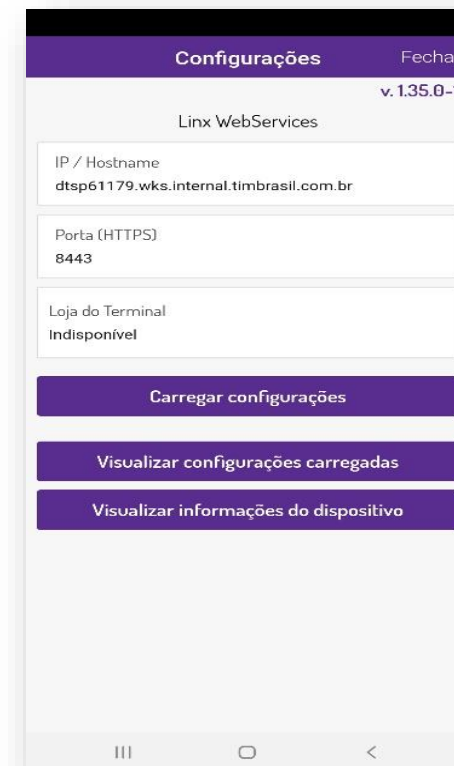 Configurações Fecha
v. 1.35.0-
Linx WebServices
IP / Hostname
dtsp61179.wks.internal.timbrasil.com.br
Porta (HTTPS)
8443
Loja do Terminal
Indisponível
Carregar configurações
Visualizar configurações carregadas
Visualizar informações do dispositivo